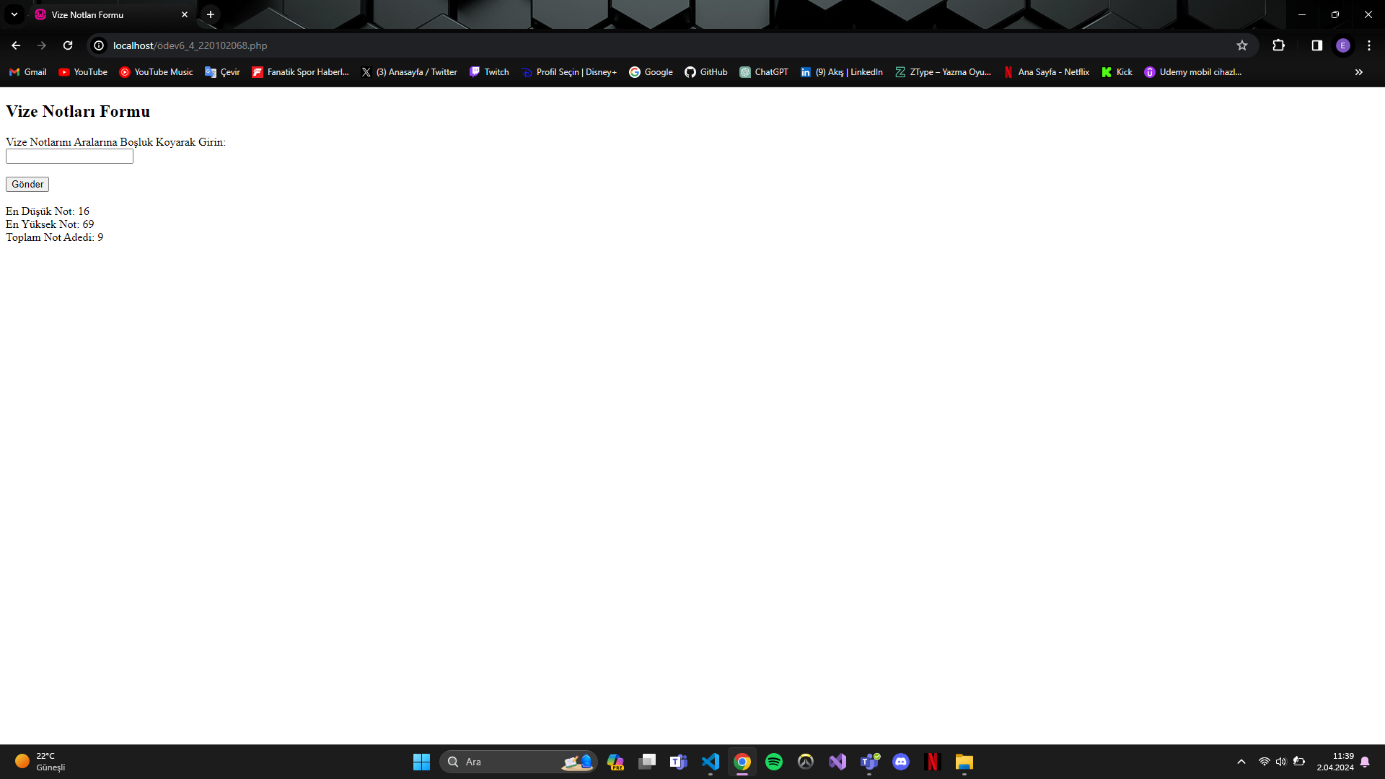 Vize Notları Formu
localhost/ödev6_4_220102068.php
E
Gmail YouTube YouTube Music Çevir Fanatik Spor Haberl... (3) Anasayfa / Twitter Twitch Profil Seçin | Disney+ Google GitHub ChatGPT (9) Akış | LinkedIn ZType – Yazma Oyu... Ana Sayfa - Netflix Kick Udemy mobil cihazl...
Vize Notları Formu
Vize Notlarını Aralarına Boşluk Koyarak Girin:
Gönder
En Düşük Not: 16
En Yüksek Not: 69
Toplam Not Adedi: 9
22°C
Güneşli
Ara
11:39
2.04.2024